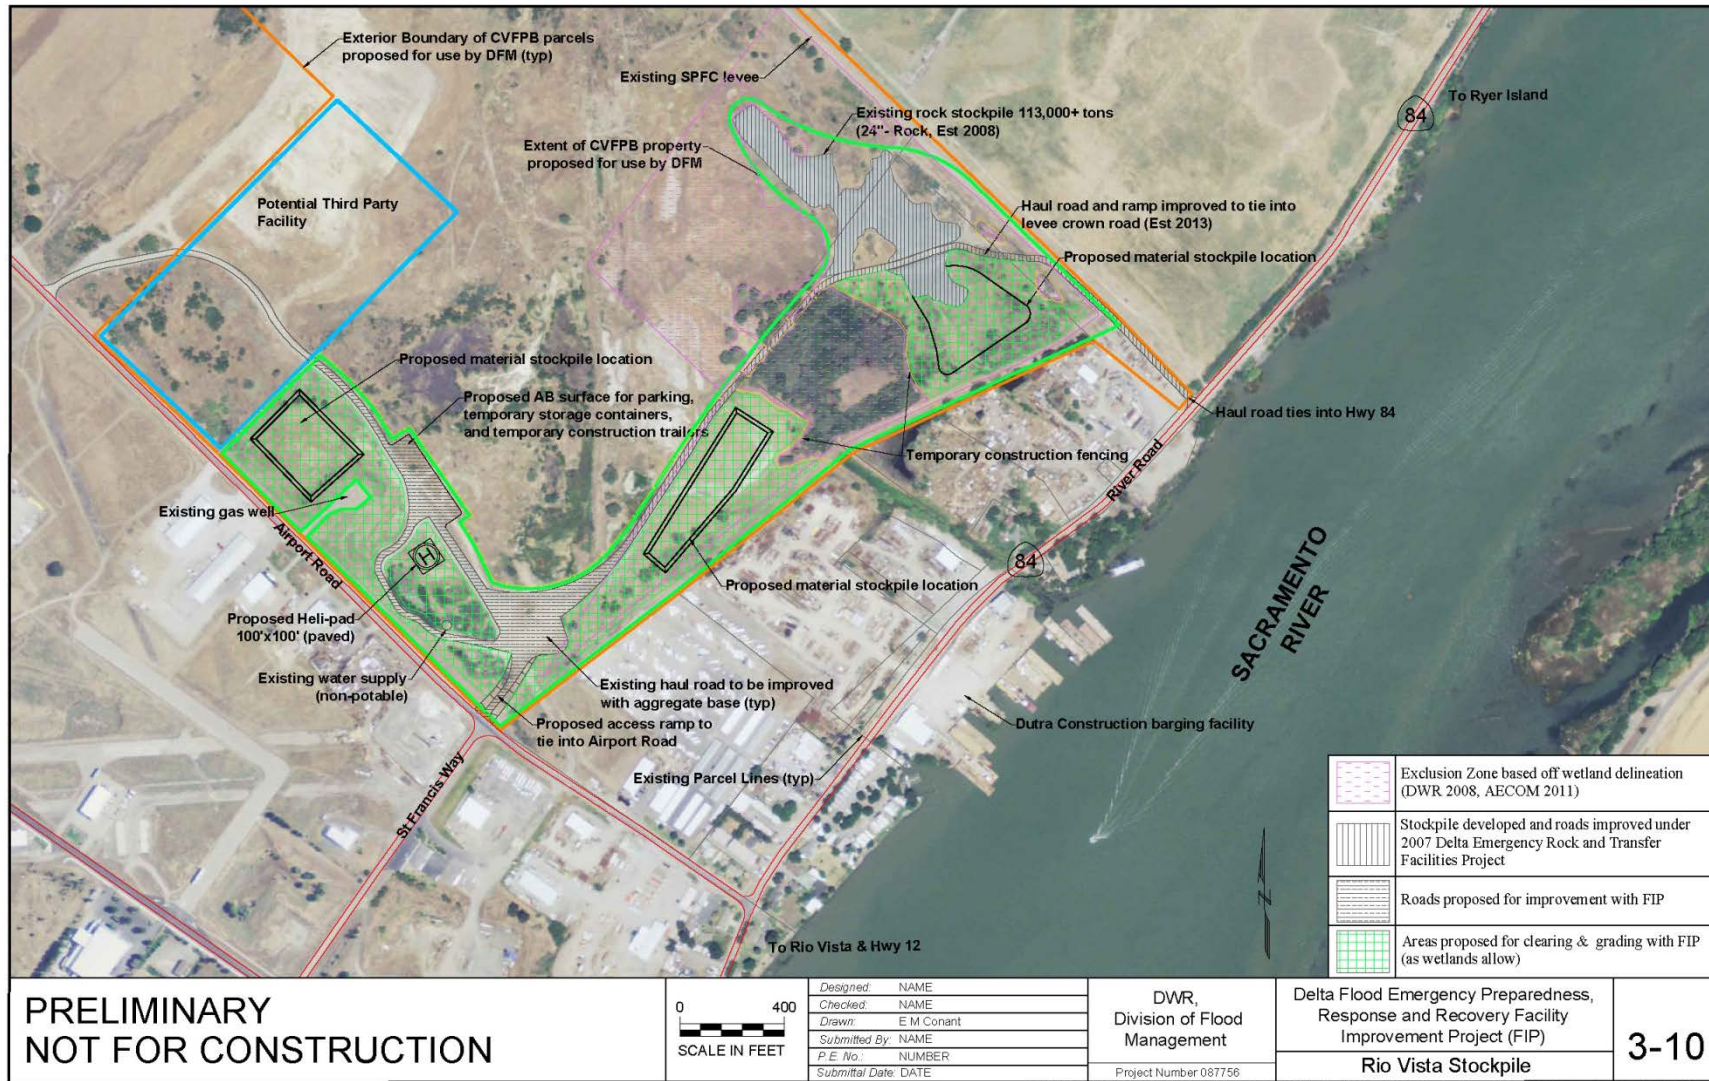 Exterior Boundary of CVFPB parcels
proposed for use by DFM (typ)
Existing SPFC levee
To Ryer Island
84
Existing rock stockpile 113,000+ tons
(24"- Rock, Est 2008)
Extent of CVFPB property
proposed for use by DFM
Potential Third Party
Facility
Haul road and ramp improved to tie into
levee crown road (Est 2013)
Proposed material stockpile location
Proposed material stockpile location
Proposed AB surface for parking,
temporary storage containers,
and temporary construction trailers
Haul road ties into Hwy 84
Temporary construction fencing
River Road
Existing gas well
Airport Road
H
84
SACRAMENTO
RIVER
Proposed material stockpile location
Proposed Heli-pad
100'x100' (paved)
Existing water supply
(non-potable)
Existing haul road to be improved
with aggregate base (typ)
Proposed access ramp to
tie into Airport Road
Dutra Construction barging facility
St Francis Way
Existing Parcel Lines (typ)
To Rio Vista & Hwy 12
N
Exclusion Zone based off wetland delineation
(DWR 2008, AECOM 2011)
Stockpile developed and roads improved under
2007 Delta Emergency Rock and Transfer
Facilities Project
Roads proposed for improvement with FIP
Areas proposed for clearing & grading with FIP
(as wetlands allow)
PRELIMINARY
NOT FOR CONSTRUCTION
0 400
SCALE IN FEET
Designed: NAME
Checked: NAME
Drawn: E M Conant
Submitted By: NAME
P.E. No.: NUMBER
Submittal Date: DATE
DWR,
Division of Flood
Management
Project Number 087756
Delta Flood Emergency Preparedness,
Response and Recovery Facility
Improvement Project (FIP)
Rio Vista Stockpile
3-10